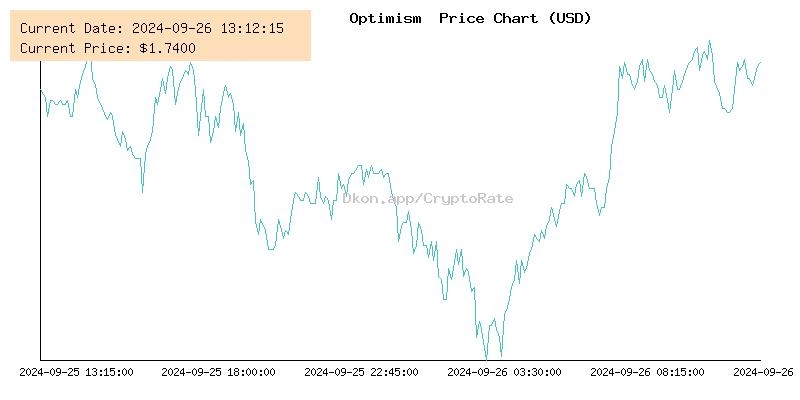 Optimism Price Chart (USD)
Current Date: 2024-09-26 13:12:15
Current Price: $1.7400
Dkon.app/CryptoRate
2024-09-25 13:15:00 2024-09-25 18:00:00 2024-09-25 22:45:00 2024-09-26 03:30:00 2024-09-26 08:15:00 2024-09-26